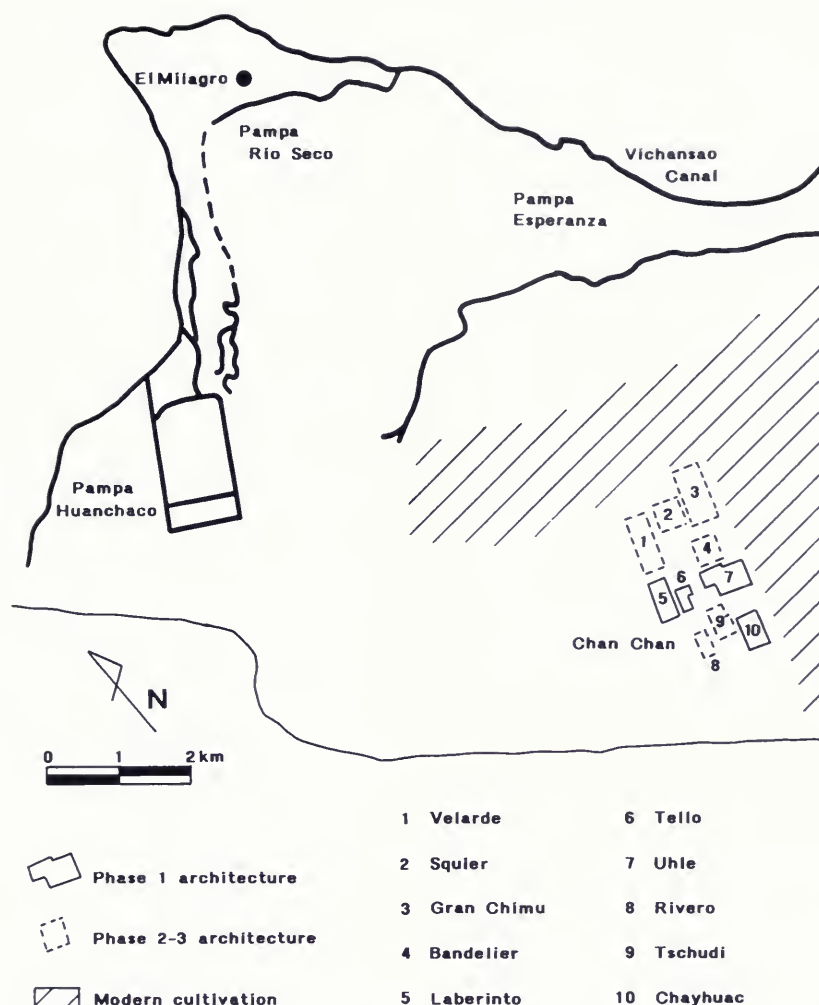 El Milagro
Pampa
Rio Seco
Vichansao
Canal
Pampa
Esperanza
Pampa
Huanchaco
1
2
3
4
5
6
7
8
9
10
Chan Chan
N
0 1 2 km
Phase 1 architecture
Phase 2-3 architecture
Modern cultivation
1 Velarde
2 Squier
3 Gran Chimu
4 Bandelier
5 Laberinto
6 Tello
7 Uhle
8 Rivero
9 Tschudi
10 Chayhuac